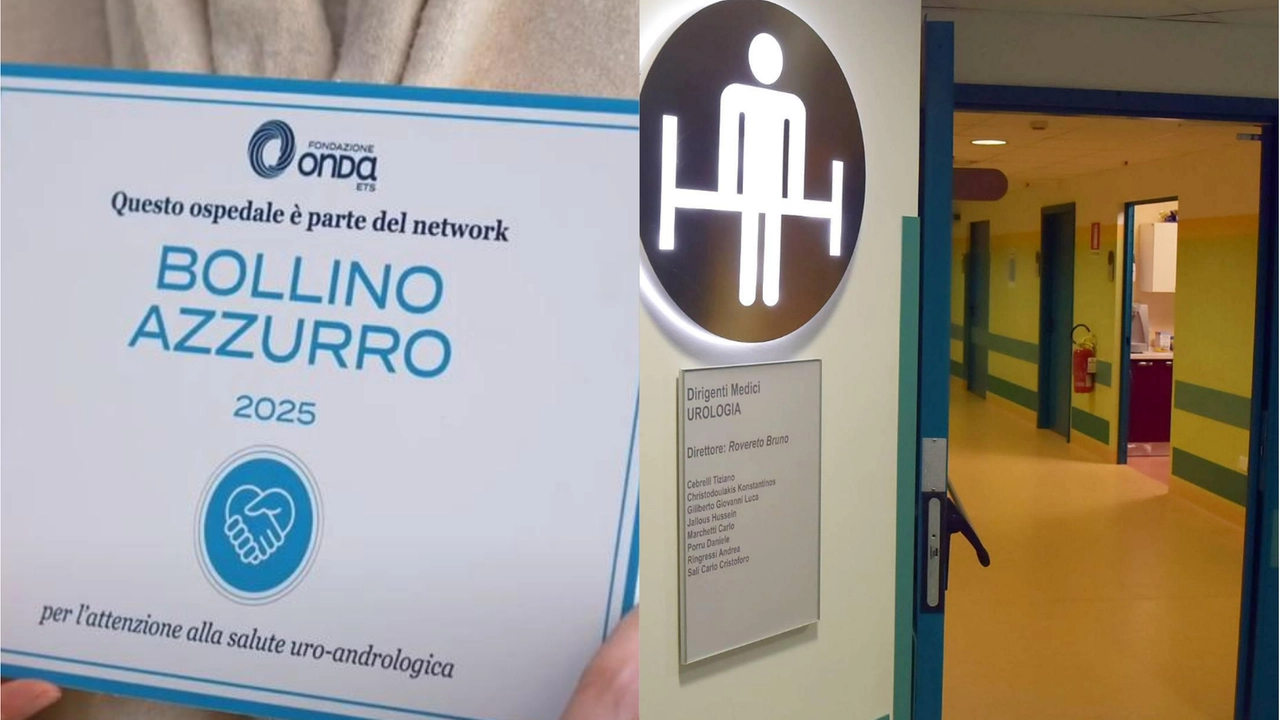 FONDAZIONE
onda
ETS
Questo ospedale è parte del network
BOLLINO
AZZURRO
2025
per l'attenzione alla salute uro-andrologica
Dirigenti Medici
UROLOGIA
Direttore: Rovereto Bruno
Cebrelli Tiziano
Christodoulakis Konstantinos
Giliberto Giovanni Luca
Jallous Hussein
Marchetti Carlo
Porru Daniele
Ringressi Andrea
Sali Carlo Cristoforo